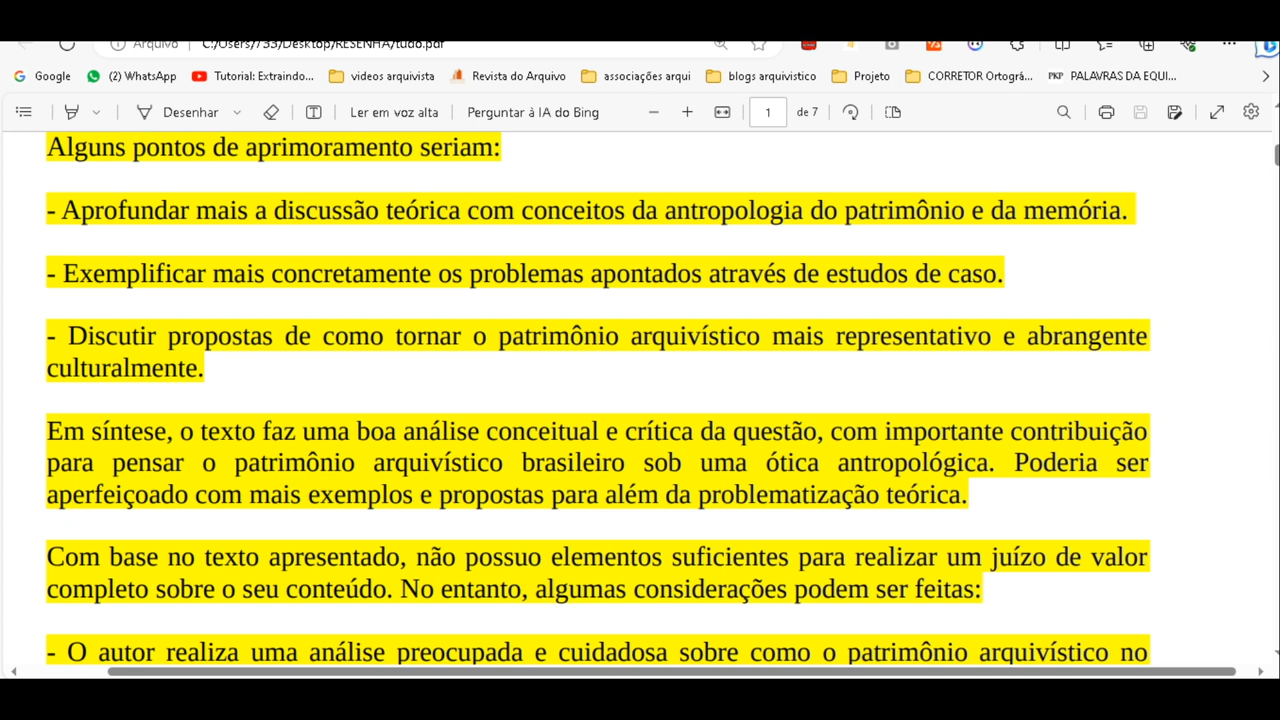 Arquivo C:/Users/733/Desktop/RESENHA/tudo.pdf
Google (2) WhatsApp Tutorial: Extraindo... videos arquivista Revista do Arquivo associações arqui blogs arquivistico Projeto CORRETOR Ortográ... PKP PALAVRAS DA EQUI...
Desenhar Ler em voz alta Perguntar à IA do Bing 1 de 7
Alguns pontos de aprimoramento seriam:
- Aprofundar mais a discussão teórica com conceitos da antropologia do patrimônio e da memória.
- Exemplificar mais concretamente os problemas apontados através de estudos de caso.
- Discutir propostas de como tornar o patrimônio arquivístico mais representativo e abrangente
culturalmente.
Em síntese, o texto faz uma boa análise conceitual e crítica da questão, com importante contribuição
para pensar o patrimônio arquivístico brasileiro sob uma ótica antropológica. Poderia ser
aperfeiçoado com mais exemplos e propostas para além da problematização teórica.
Com base no texto apresentado, não possuo elementos suficientes para realizar um juízo de valor
completo sobre o seu conteúdo. No entanto, algumas considerações podem ser feitas:
- O autor realiza uma análise preocupada e cuidadosa sobre como o patrimônio arquivístico no